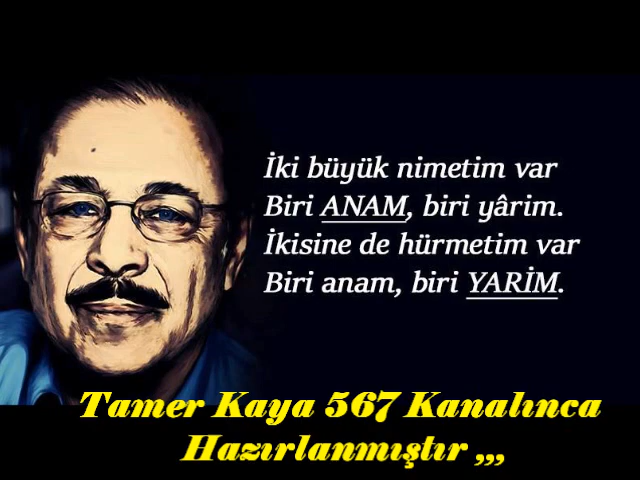 İki büyük nimetim var
Biri ANAM, biri yârim.
İkisine de hürmetim var
Biri anam, biri YARİM.
Tamer Kaya 567 Kanalınca
Hazırlanmıştır ,,,